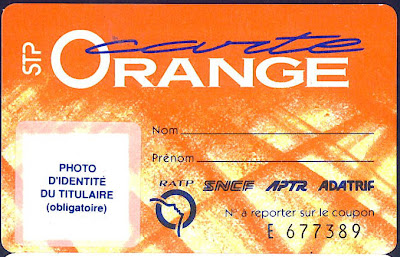 STP
carte
ORANGE
Nom
Prénom
PHOTO
D'IDENTITÉ
DU TITULAIRE
(obligatoire)
RATP SNCF APTR ADATRIF
N° à reporter sur le coupon
E 677389